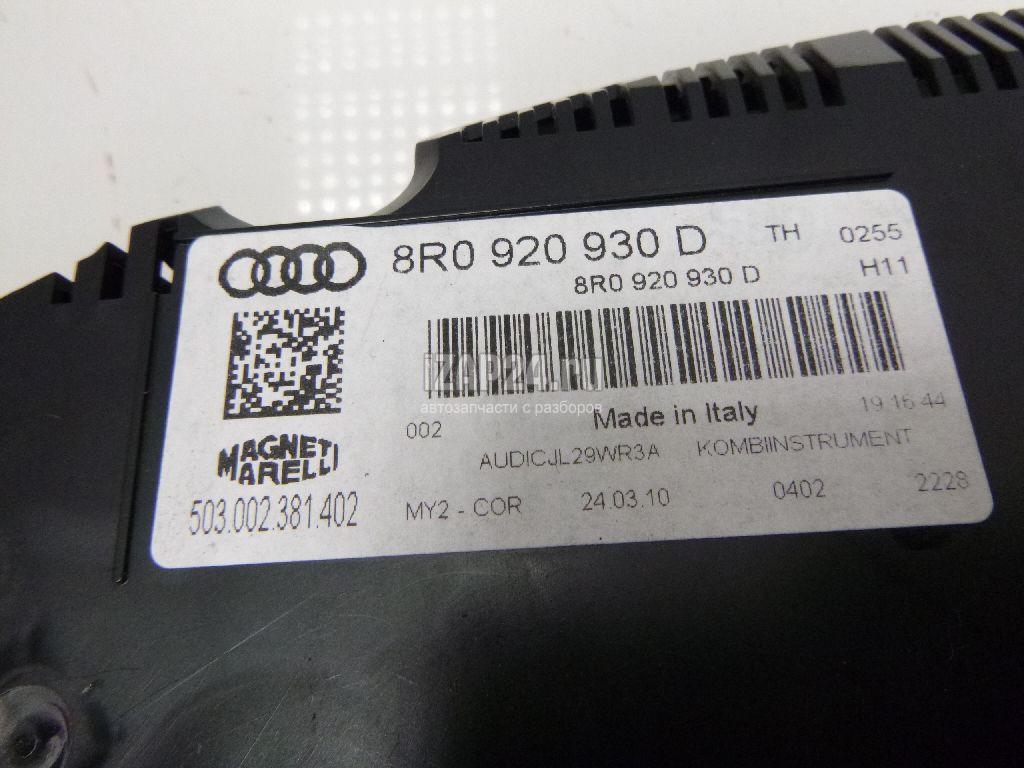 8R0 920 930 D TH 0255
8R0 920 930 D H11
iZAP24.ru
автозапчасти с разборов
002 Made in Italy 19 16 44
MAGNETI MARELLI
AUDICJL29WR3A KOMBIINSTRUMENT
503.002.381.402 MY2 - COR 24.03.10 0402 2228